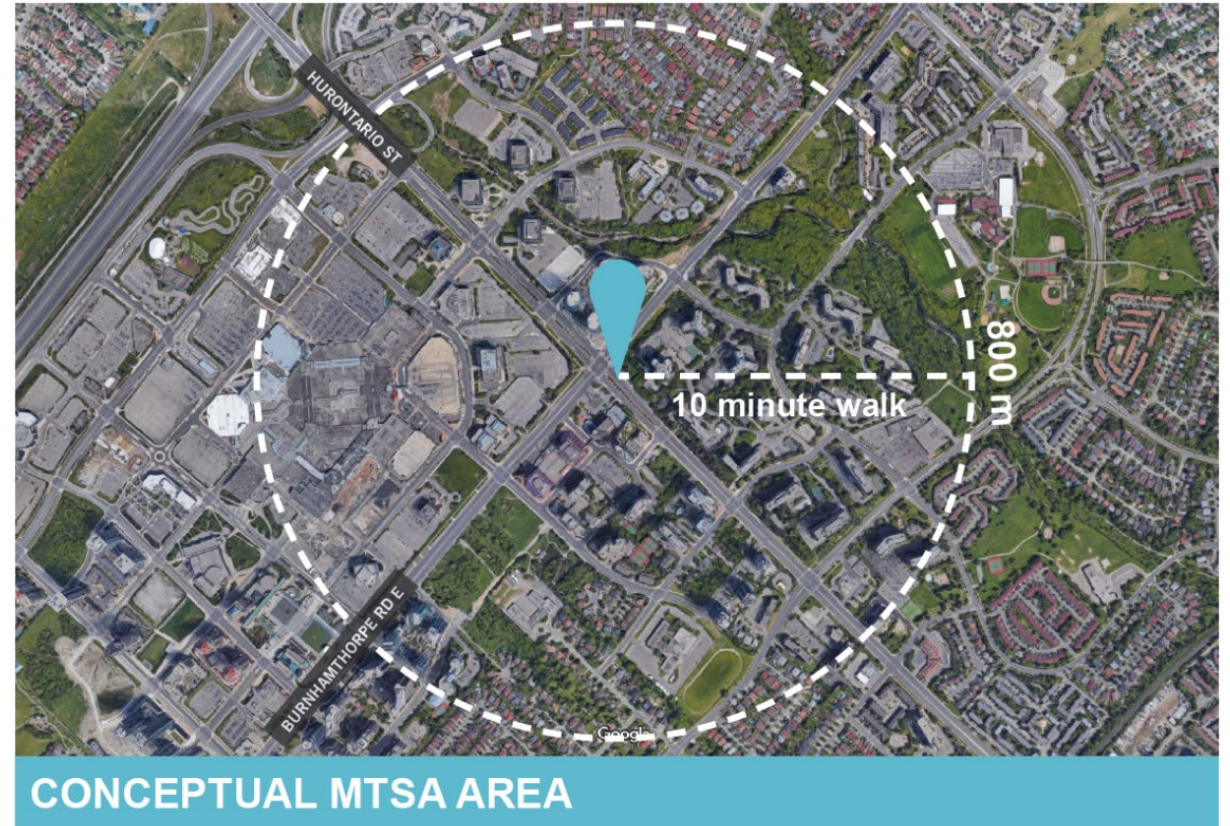 HURONTARIO ST
800 m
10 minute walk
BURNHAMTHORPE RD E
Google
CONCEPTUAL MTSA AREA